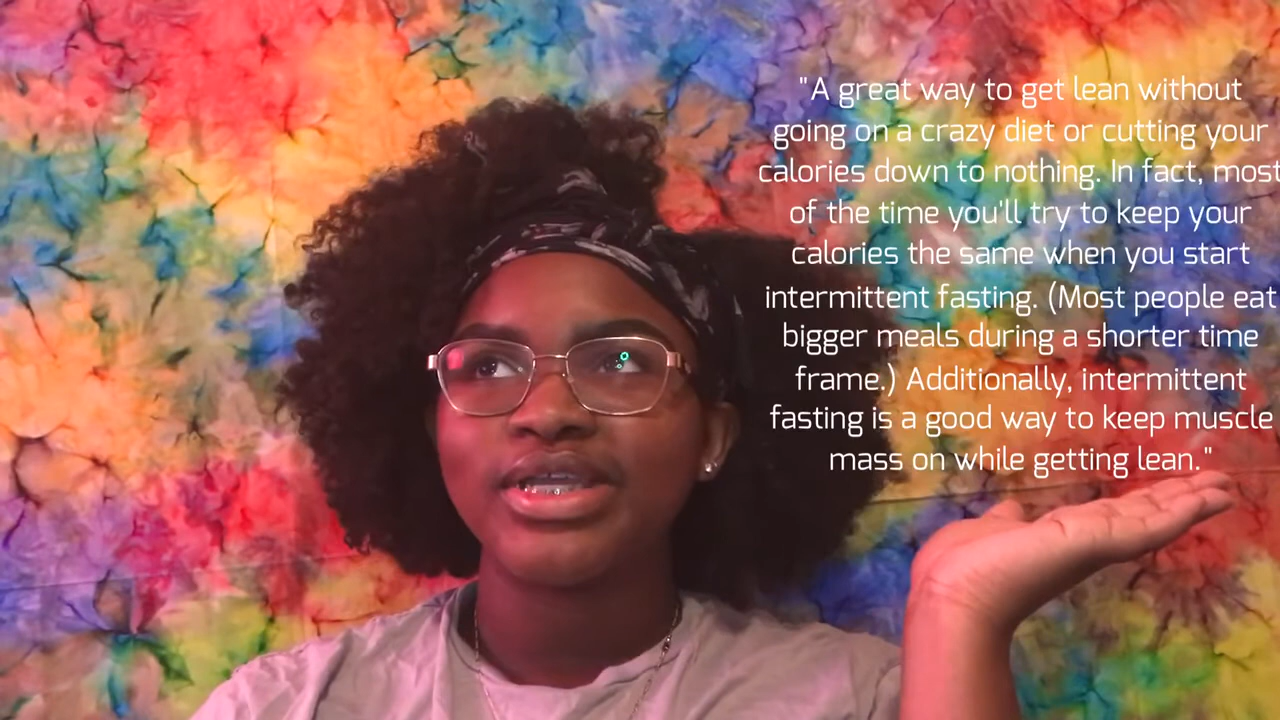 "A great way to get lean without
going on a crazy diet or cutting your
calories down to nothing. In fact, most
of the time you'll try to keep your
calories the same when you start
intermittent fasting. (Most people eat
bigger meals during a shorter time
frame.) Additionally, intermittent
fasting is a good way to keep muscle
mass on while getting lean."